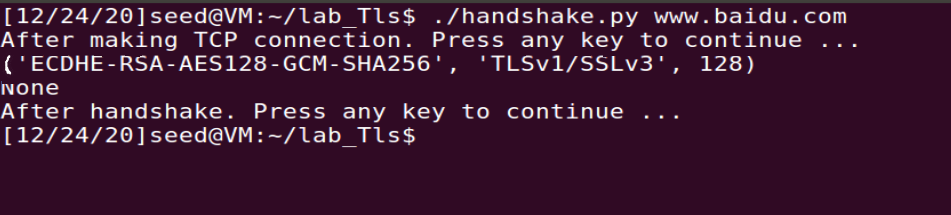 [12/24/20]seed@VM:~/lab_Tls$ ./handshake.py www.baidu.com
After making TCP connection. Press any key to continue ...
('ECDHE-RSA-AES128-GCM-SHA256', 'TLSv1/SSLv3', 128)
None
After handshake. Press any key to continue ...
[12/24/20]seed@VM:~/lab_Tls$